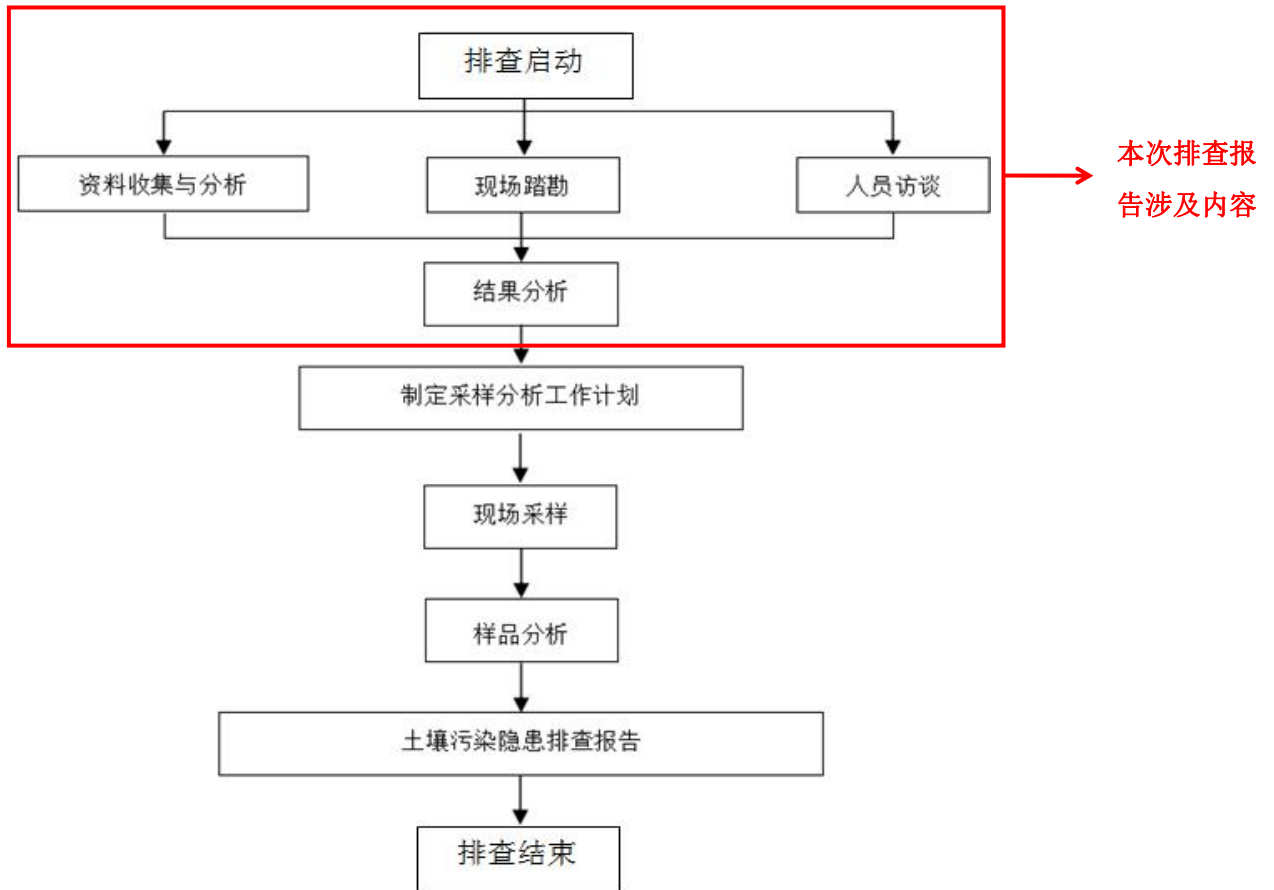 排查启动
资料收集与分析
现场踏勘
人员访谈
本次排查报
告涉及内容
结果分析
制定采样分析工作计划
现场采样
样品分析
土壤污染隐患排查报告
排查结束